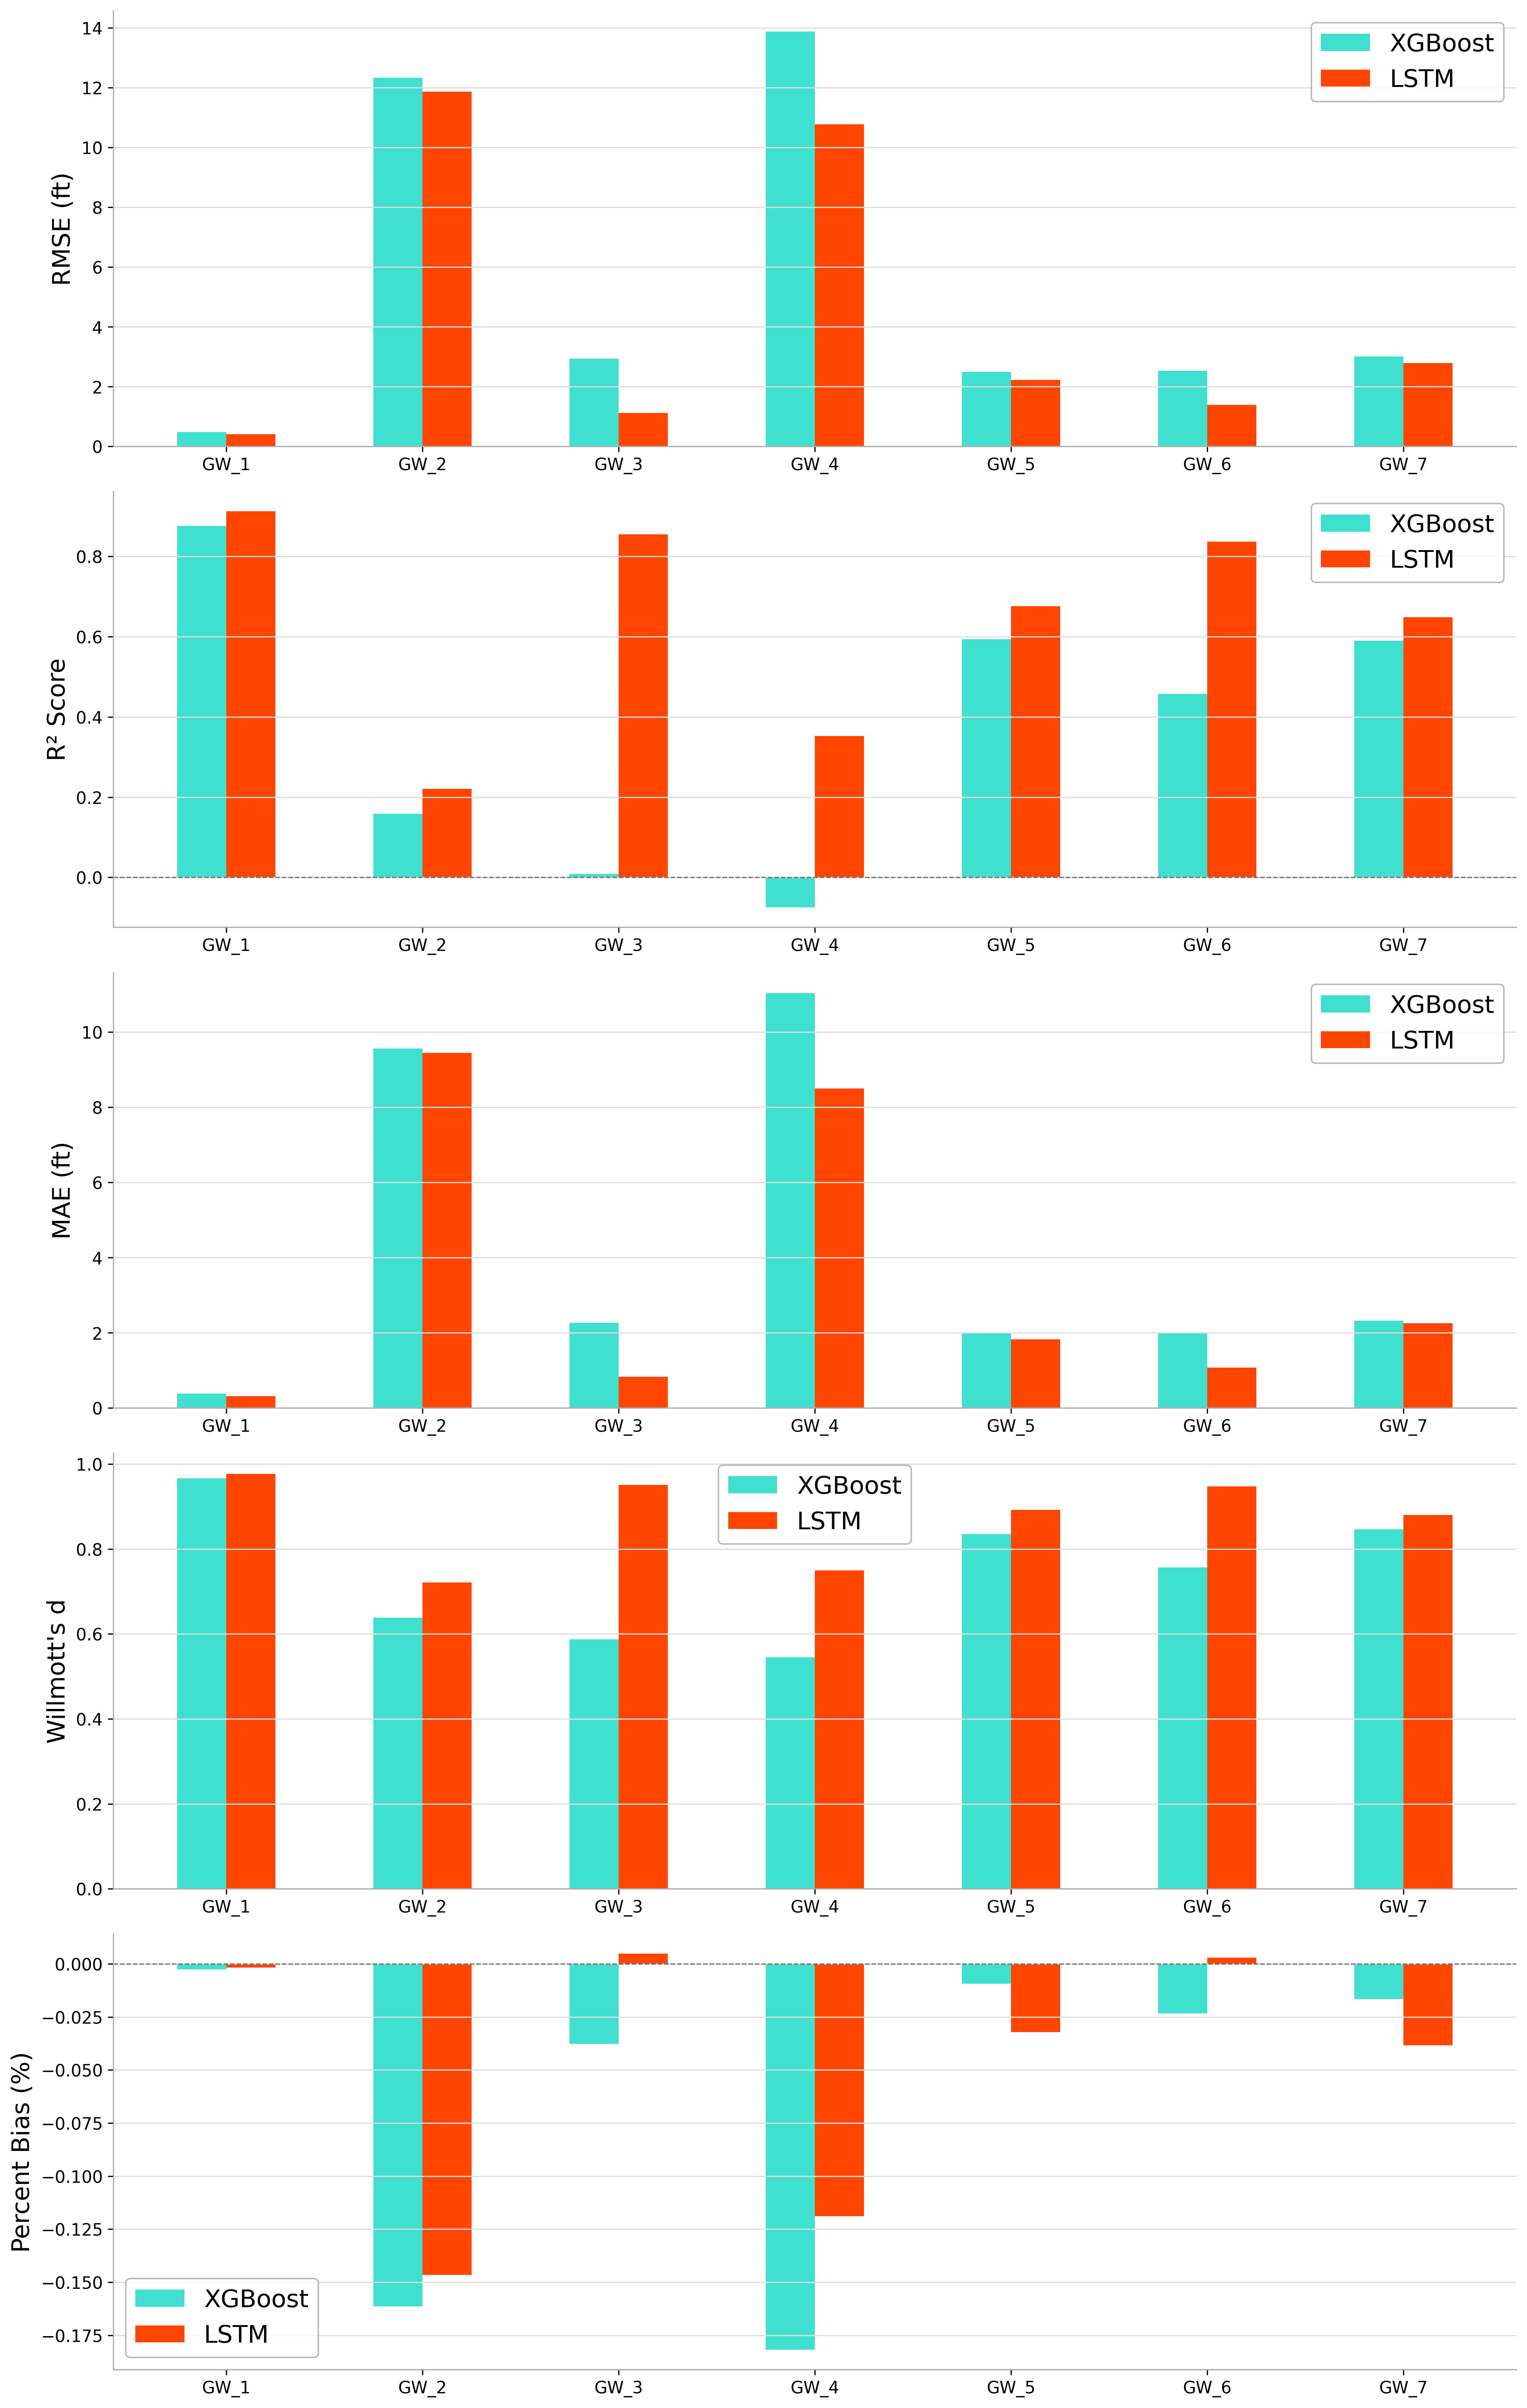 14
12
10
8
6
4
2
0
RMSE (ft)
XGBoost
LSTM
GW_1 GW_2 GW_3 GW_4 GW_5 GW_6 GW_7
0.8
0.6
0.4
0.2
0.0
R² Score
XGBoost
LSTM
GW_1 GW_2 GW_3 GW_4 GW_5 GW_6 GW_7
10
8
6
4
2
0
MAE (ft)
XGBoost
LSTM
GW_1 GW_2 GW_3 GW_4 GW_5 GW_6 GW_7
1.0
0.8
0.6
0.4
0.2
0.0
Willmott's d
XGBoost
LSTM
GW_1 GW_2 GW_3 GW_4 GW_5 GW_6 GW_7
0.000
−0.025
−0.050
−0.075
−0.100
−0.125
−0.150
−0.175
Percent Bias (%)
XGBoost
LSTM
GW_1 GW_2 GW_3 GW_4 GW_5 GW_6 GW_7